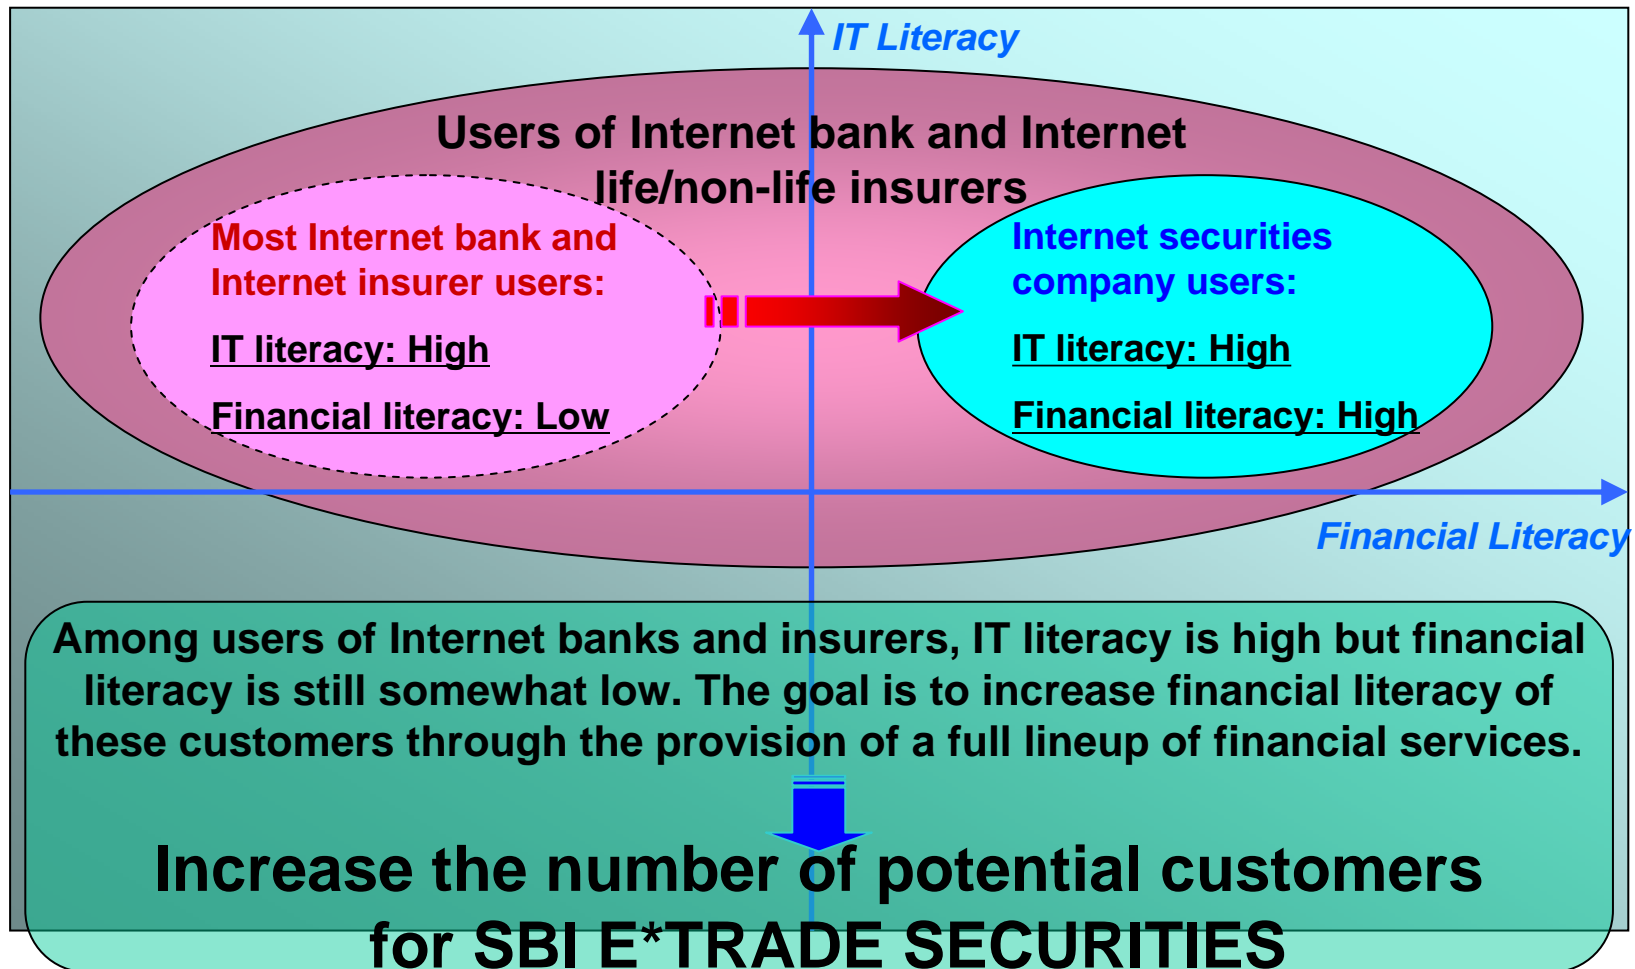 IT Literacy
Users of Internet bank and Internet
life/non-life insurers
Most Internet bank and
Internet insurer users:
IT literacy: High
Financial literacy: Low
Internet securities
company users:
IT literacy: High
Financial literacy: High
Financial Literacy
Among users of Internet banks and insurers, IT literacy is high but financial
literacy is still somewhat low. The goal is to increase financial literacy of
these customers through the provision of a full lineup of financial services.
Increase the number of potential customers
for SBI E*TRADE SECURITIES